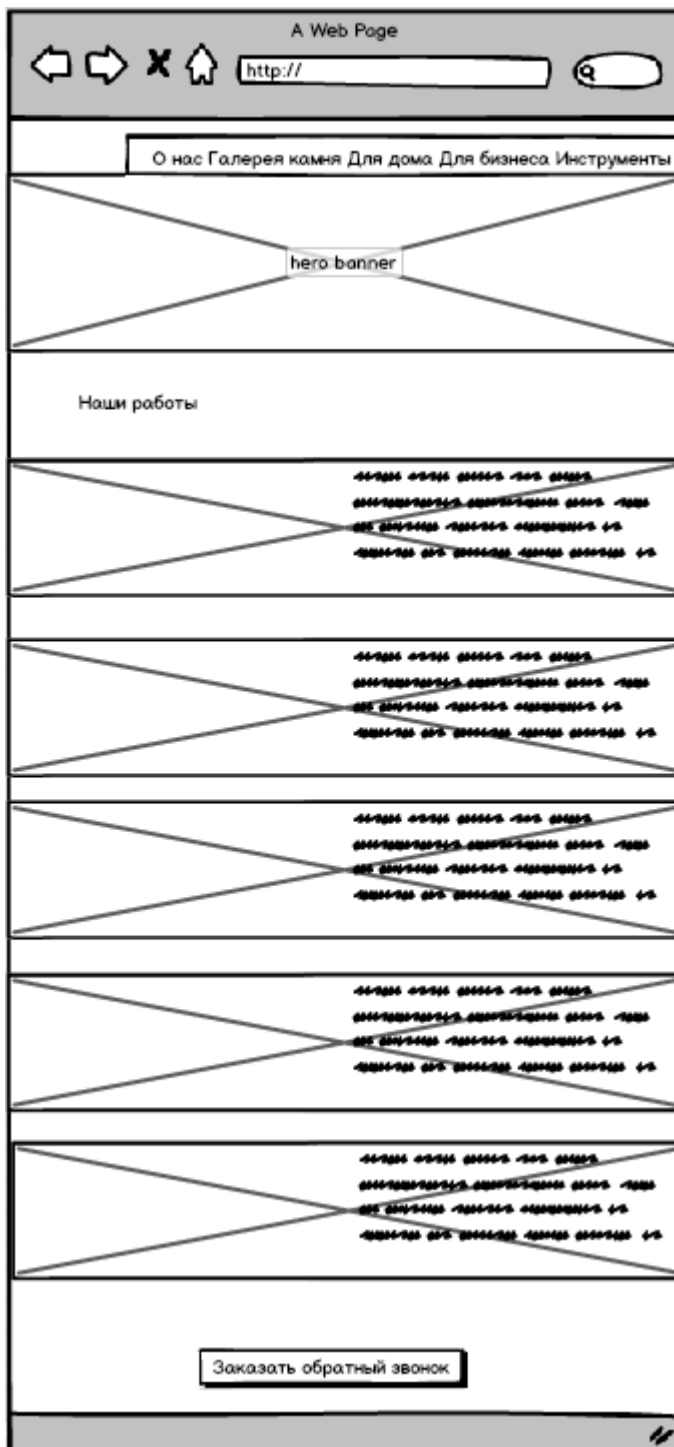 A Web Page
http://
О нас Галерея камня Для дома Для бизнеса Инструменты
hero banner
Наши работы
Заказать обратный звонок